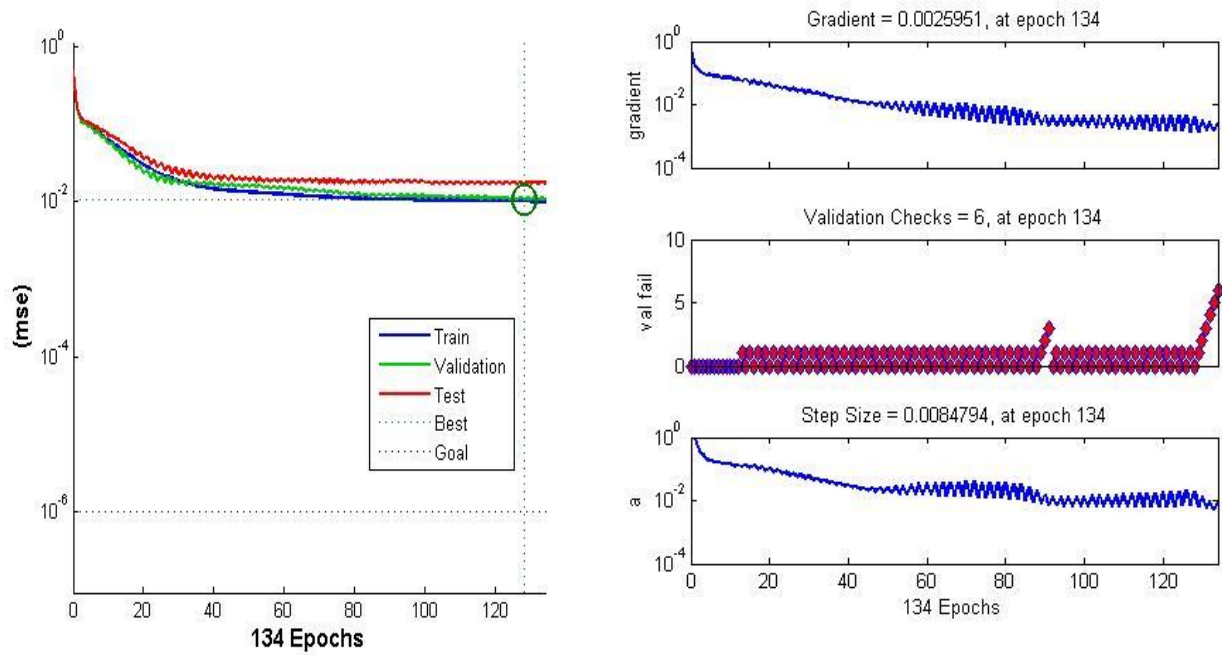 10^0
10^-2
10^-4
10^-6
(mse)
Train
Validation
Test
Best
Goal
0 20 40 60 80 100 120
134 Epochs
Gradient = 0.0025951, at epoch 134
10^0
10^-2
10^-4
gradient
Validation Checks = 6, at epoch 134
10
5
0
val fail
Step Size = 0.0084794, at epoch 134
10^0
10^-2
10^-4
a
0 20 40 60 80 100 120
134 Epochs